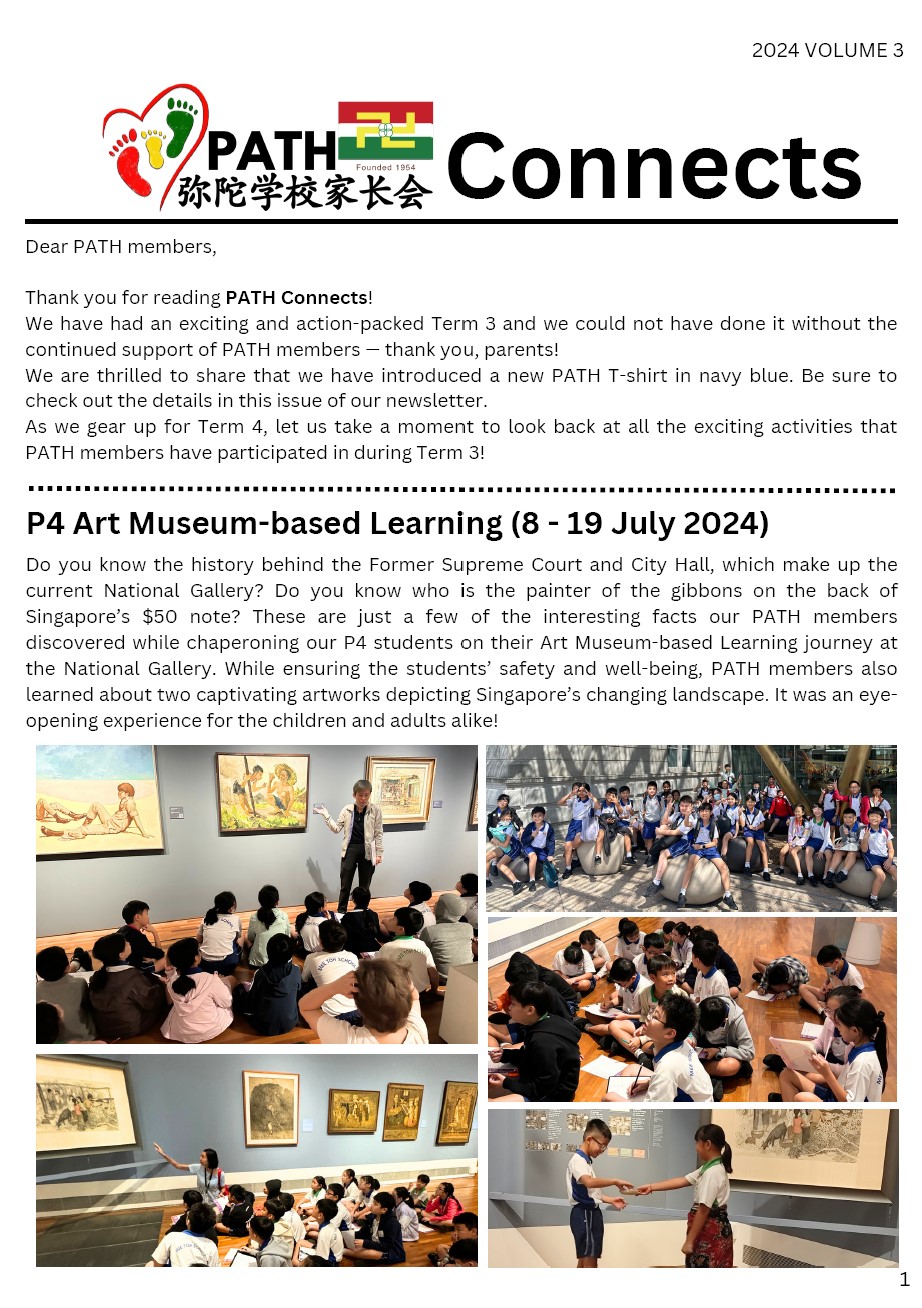 2024 VOLUME 3
PATH
Founded 1954
弥陀学校家长会
Connects
Dear PATH members,
Thank you for reading PATH Connects!
We have had an exciting and action-packed Term 3 and we could not have done it without the
continued support of PATH members — thank you, parents!
We are thrilled to share that we have introduced a new PATH T-shirt in navy blue. Be sure to
check out the details in this issue of our newsletter.
As we gear up for Term 4, let us take a moment to look back at all the exciting activities that
PATH members have participated in during Term 3!
P4 Art Museum-based Learning (8 - 19 July 2024)
Do you know the history behind the Former Supreme Court and City Hall, which make up the
current National Gallery? Do you know who is the painter of the gibbons on the back of
Singapore’s $50 note? These are just a few of the interesting facts our PATH members
discovered while chaperoning our P4 students on their Art Museum-based Learning journey at
the National Gallery. While ensuring the students’ safety and well-being, PATH members also
learned about two captivating artworks depicting Singapore’s changing landscape. It was an eye-
opening experience for the children and adults alike!
MEE TOH SCHOOL
1